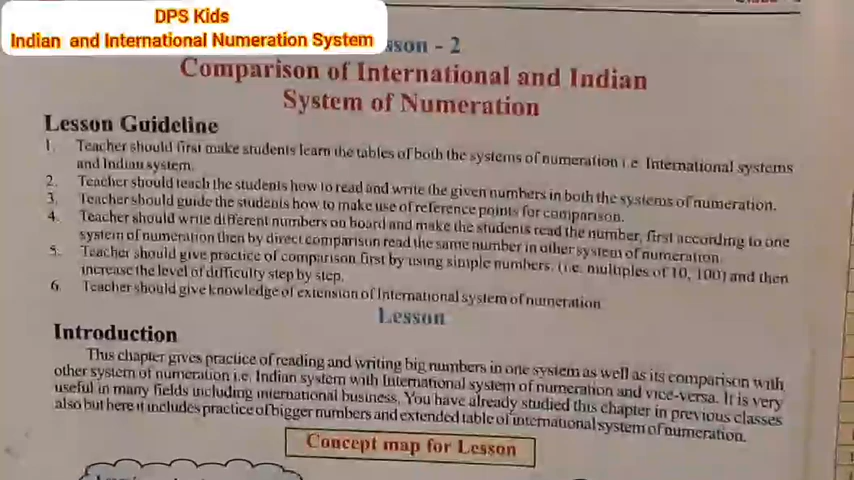 DPS Kids
Indian and International Numeration System
Lesson - 2
Comparison of International and Indian
System of Numeration
Lesson Guideline
1. Teacher should first make students learn the tables of both the systems of numeration i.e. International systems
and Indian system.
2. Teacher should teach the students how to read and write the given numbers in both the systems of numeration.
3. Teacher should guide the students how to make use of reference points for comparison.
4. Teacher should write different numbers on board and make the students read the number, first according to one
system of numeration then by direct comparison read the same number in other system of numeration.
5. Teacher should give practice of comparison first by using simple numbers. (i.e. multiples of 10, 100) and then
increase the level of difficulty step by step.
6. Teacher should give knowledge of extension of International system of numeration
Lesson
Introduction
This chapter gives practice of reading and writing big numbers in one system as well as its comparison with
other system of numeration i.e. Indian system with International system of numeration and vice-versa. It is very
useful in many fields including international business, You have already studied this chapter in previous classes
also but here it includes practice of bigger numbers and extended table of international system of numeration.
Concept map for Lesson